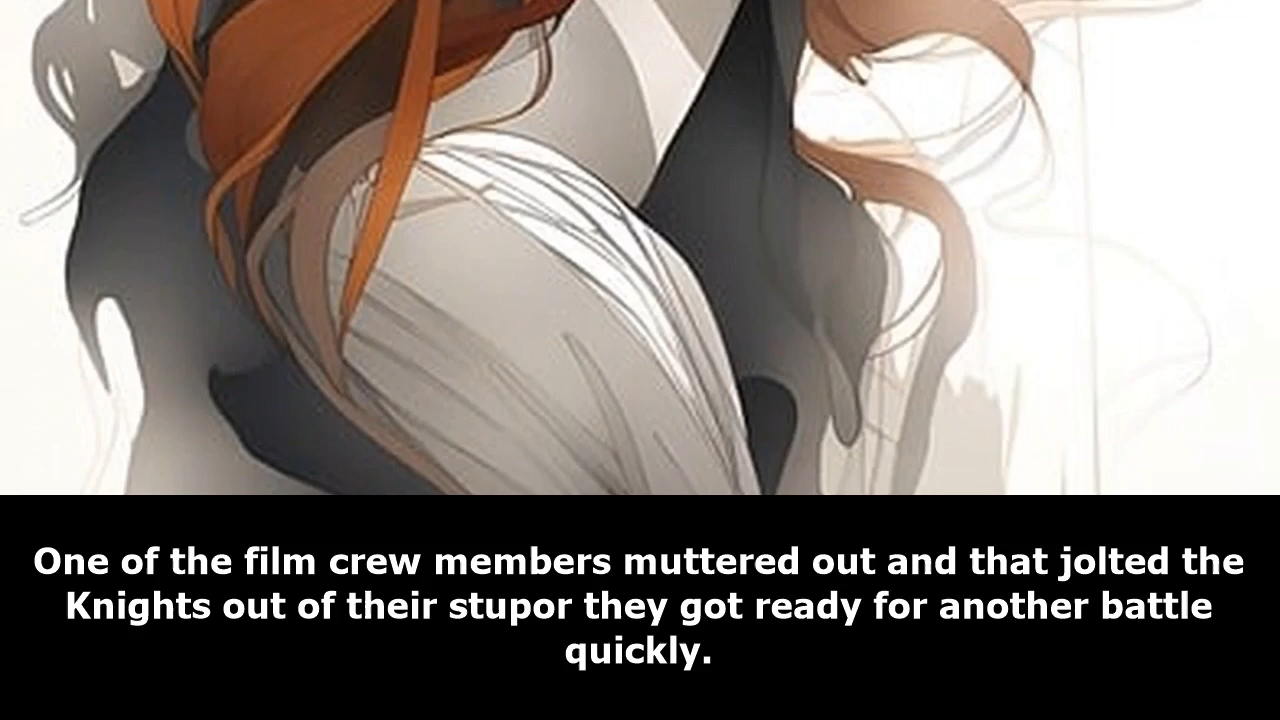 One of the film crew members muttered out and that jolted the
Knights out of their stupor they got ready for another battle
quickly.